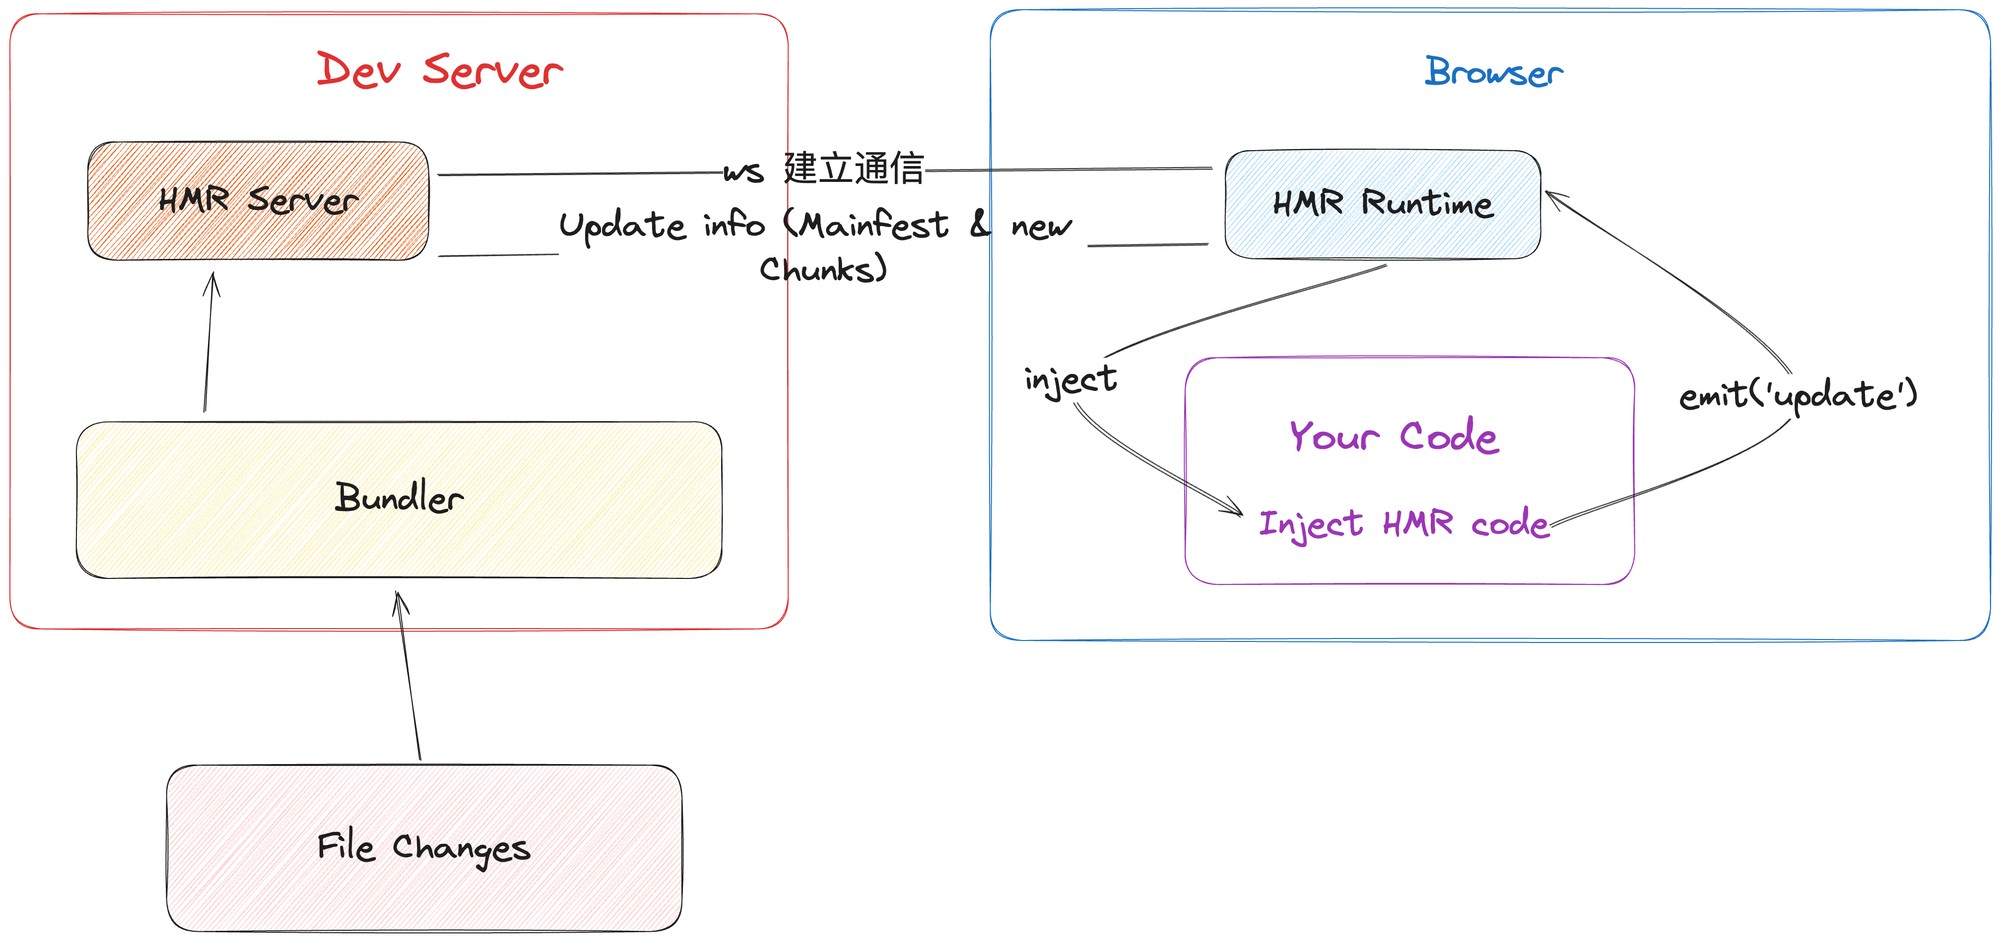 Dev Server
Browser
HMR Server
ws 建立通信
HMR Runtime
Update info (Mainfest & new
Chunks)
inject
emit('update')
Your Code
Inject HMR code
Bundler
File Changes